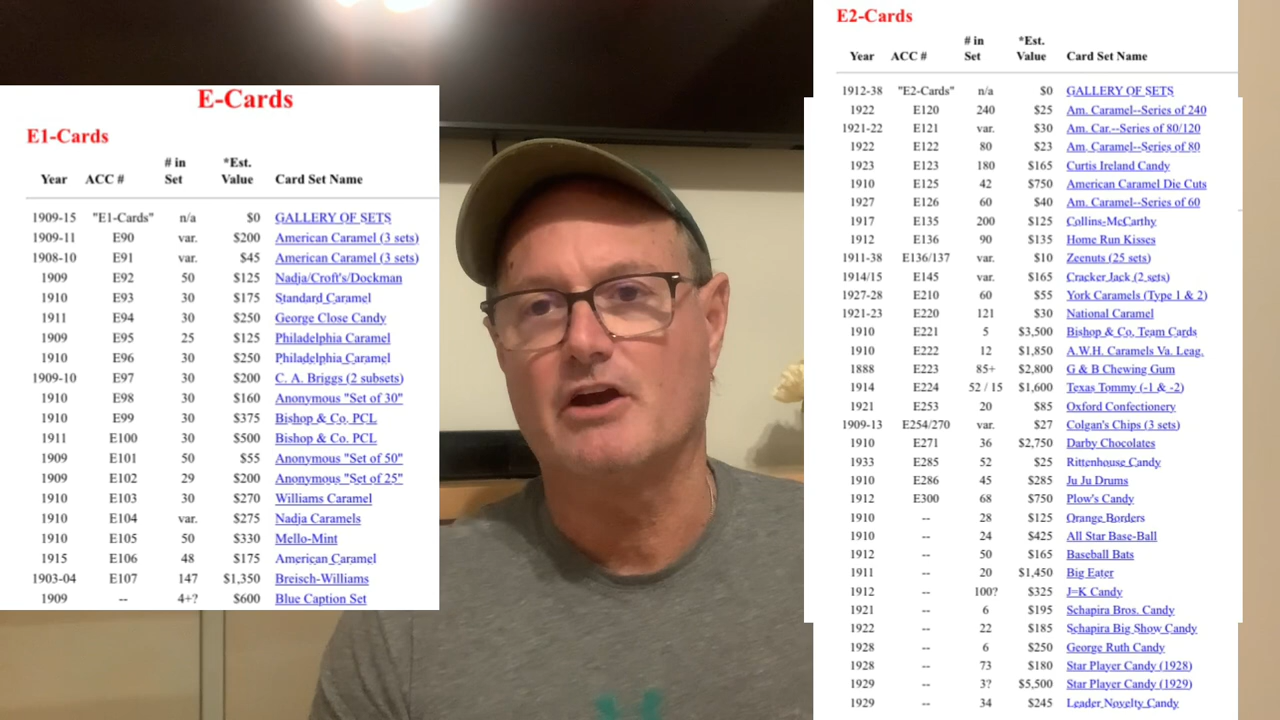 E-Cards
E1-Cards
# in *Est.
Year ACC # Set Value Card Set Name
1909-15 "E1-Cards" n/a $0 GALLERY OF SETS
1909-11 E90 var. $200 American Caramel (3 sets)
1908-10 E91 var. $45 American Caramel (3 sets)
1909 E92 50 $125 Nadja/Croft's/Dockman
1910 E93 30 $175 Standard Caramel
1911 E94 30 $250 George Close Candy
1909 E95 25 $125 Philadelphia Caramel
1910 E96 30 $250 Philadelphia Caramel
1909-10 E97 30 $200 C. A. Briggs (2 subsets)
1910 E98 30 $160 Anonymous "Set of 30"
1910 E99 30 $375 Bishop & Co. PCL
1911 E100 30 $500 Bishop & Co. PCL
1909 E101 50 $55 Anonymous "Set of 50"
1909 E102 29 $200 Anonymous "Set of 25"
1910 E103 30 $270 Williams Caramel
1910 E104 var. $275 Nadja Caramels
1910 E105 50 $330 Mello-Mint
1915 E106 48 $175 American Caramel
1903-04 E107 147 $1,350 Breisch-Williams
1909 -- 4+? $600 Blue Caption Set
E2-Cards
# in *Est.
Year ACC # Set Value Card Set Name
1912-38 "E2-Cards" n/a $0 GALLERY OF SETS
1922 E120 240 $25 Am. Caramel--Series of 240
1921-22 E121 var. $30 Am. Car.--Series of 80/120
1922 E122 80 $23 Am. Caramel--Series of 80
1923 E123 180 $165 Curtis Ireland Candy
1910 E125 42 $750 American Caramel Die Cuts
1927 E126 60 $40 Am. Caramel--Series of 60
1917 E135 200 $125 Collins-McCarthy
1912 E136 90 $135 Home Run Kisses
1911-38 E136/137 var. $10 Zeenuts (25 sets)
1914/15 E145 var. $165 Cracker Jack (2 sets)
1927-28 E210 60 $55 York Caramels (Type 1 & 2)
1921-23 E220 121 $30 National Caramel
1910 E221 5 $3,500 Bishop & Co. Team Cards
1910 E222 12 $1,850 A.W.H. Caramels Va. Leag.
1888 E223 85+ $2,800 G & B Chewing Gum
1914 E224 52 / 15 $1,600 Texas Tommy (-1 & -2)
1921 E253 20 $85 Oxford Confectionery
1909-13 E254/270 var. $27 Colgan's Chips (3 sets)
1910 E271 36 $2,750 Darby Chocolates
1933 E285 52 $25 Rittenhouse Candy
1910 E286 45 $285 Ju Ju Drums
1912 E300 68 $750 Plow's Candy
1910 -- 28 $125 Orange Borders
1910 -- 24 $425 All Star Base-Ball
1912 -- 50 $165 Baseball Bats
1911 -- 20 $1,450 Big Eater
1912 -- 100? $325 J=K Candy
1921 -- 6 $195 Schapira Bros. Candy
1922 -- 22 $185 Schapira Big Show Candy
1928 -- 6 $250 George Ruth Candy
1928 -- 73 $180 Star Player Candy (1928)
1929 -- 3? $5,500 Star Player Candy (1929)
1929 -- 34 $245 Leader Novelty Candy